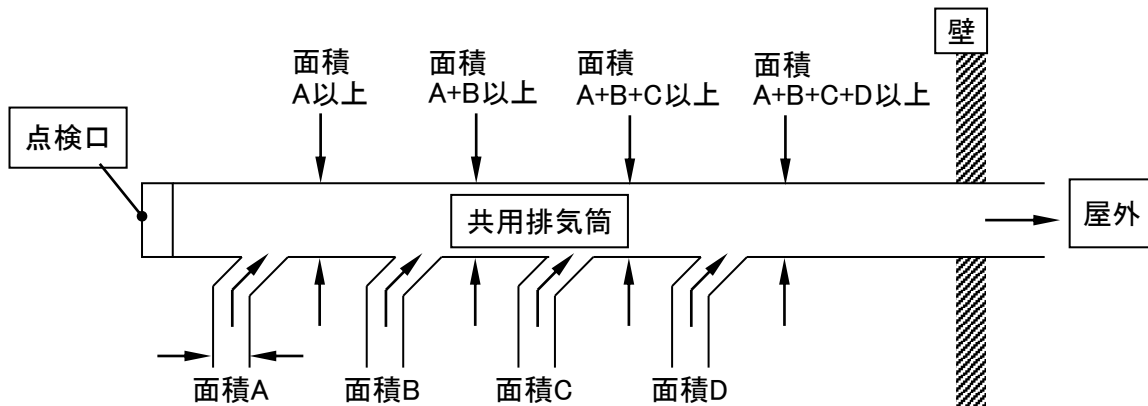 壁
面積
A以上
面積
A+B以上
面積
A+B+C以上
面積
A+B+C+D以上
点検口
共用排気筒
屋外
面積A
面積B
面積C
面積D